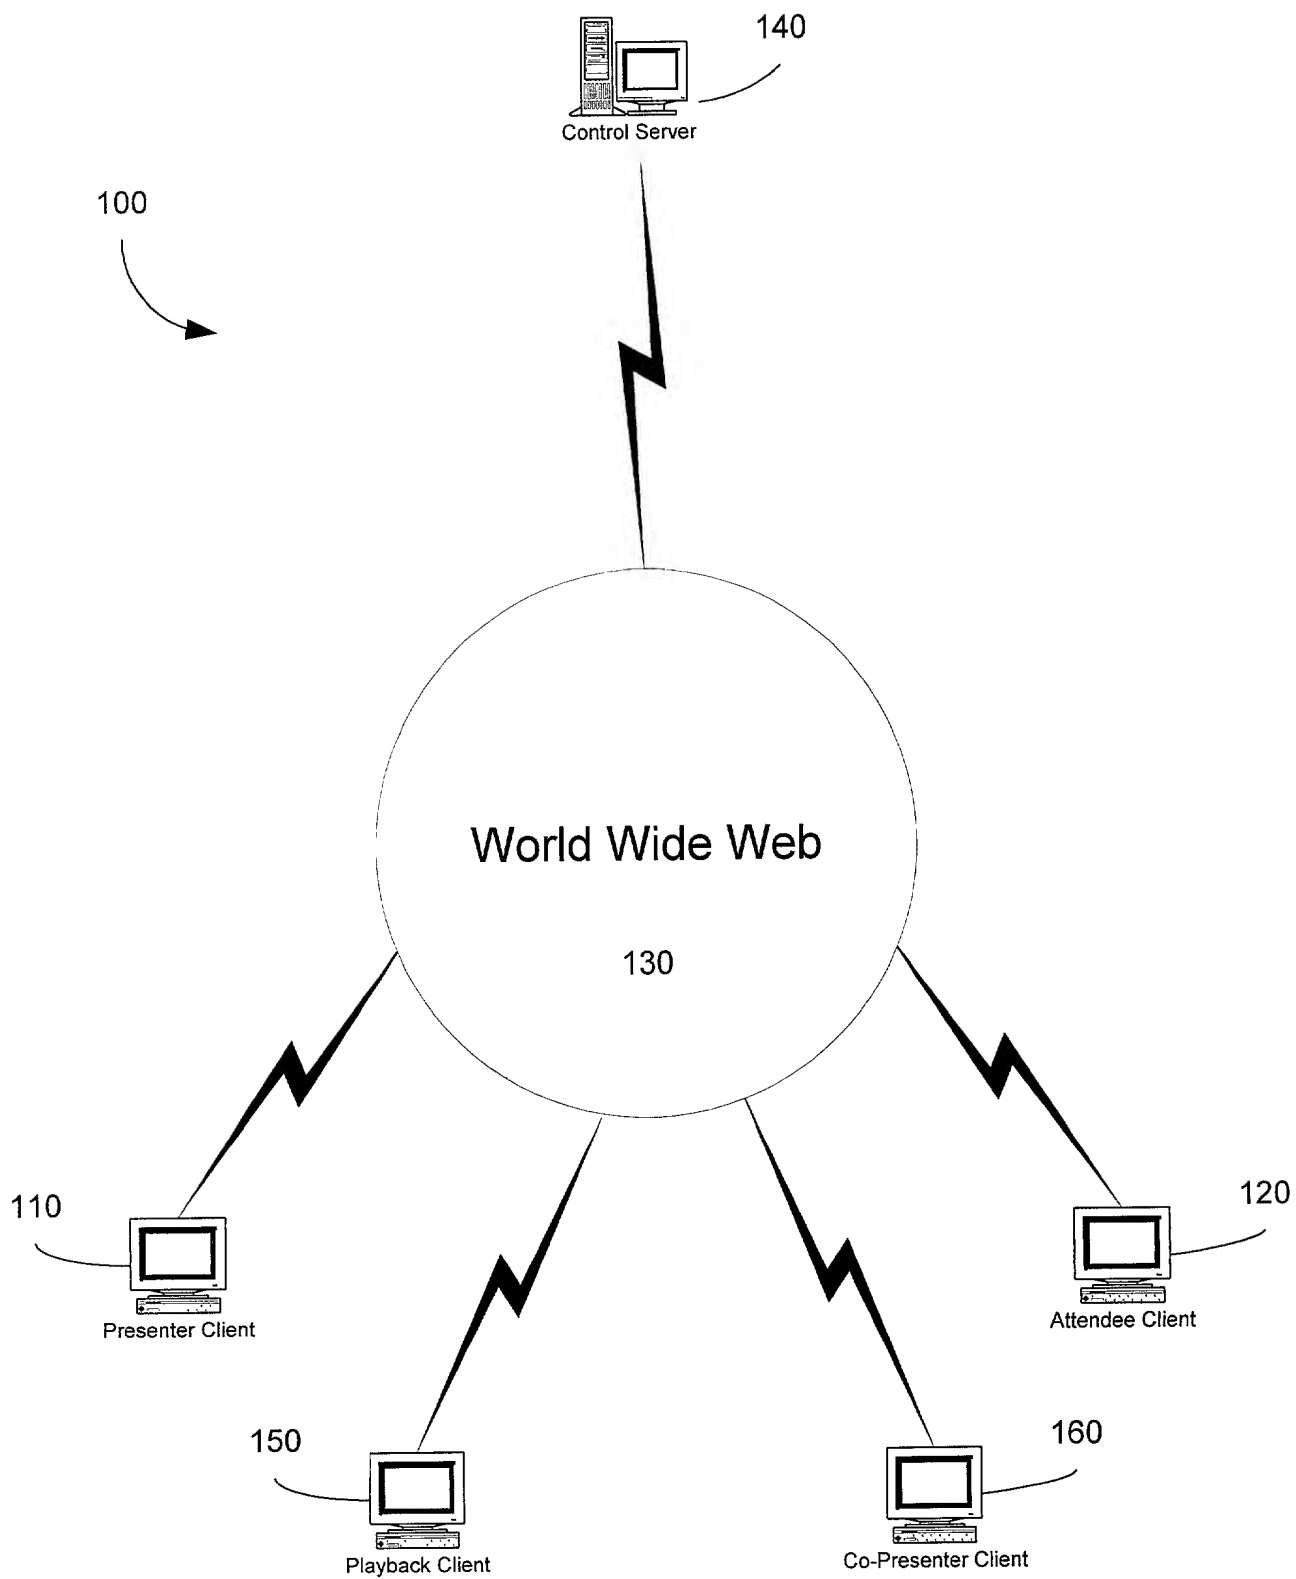 140
Control Server
100
World Wide Web
130
110
120
Presenter Client
Attendee Client
150
160
Playback Client
Co-Presenter Client